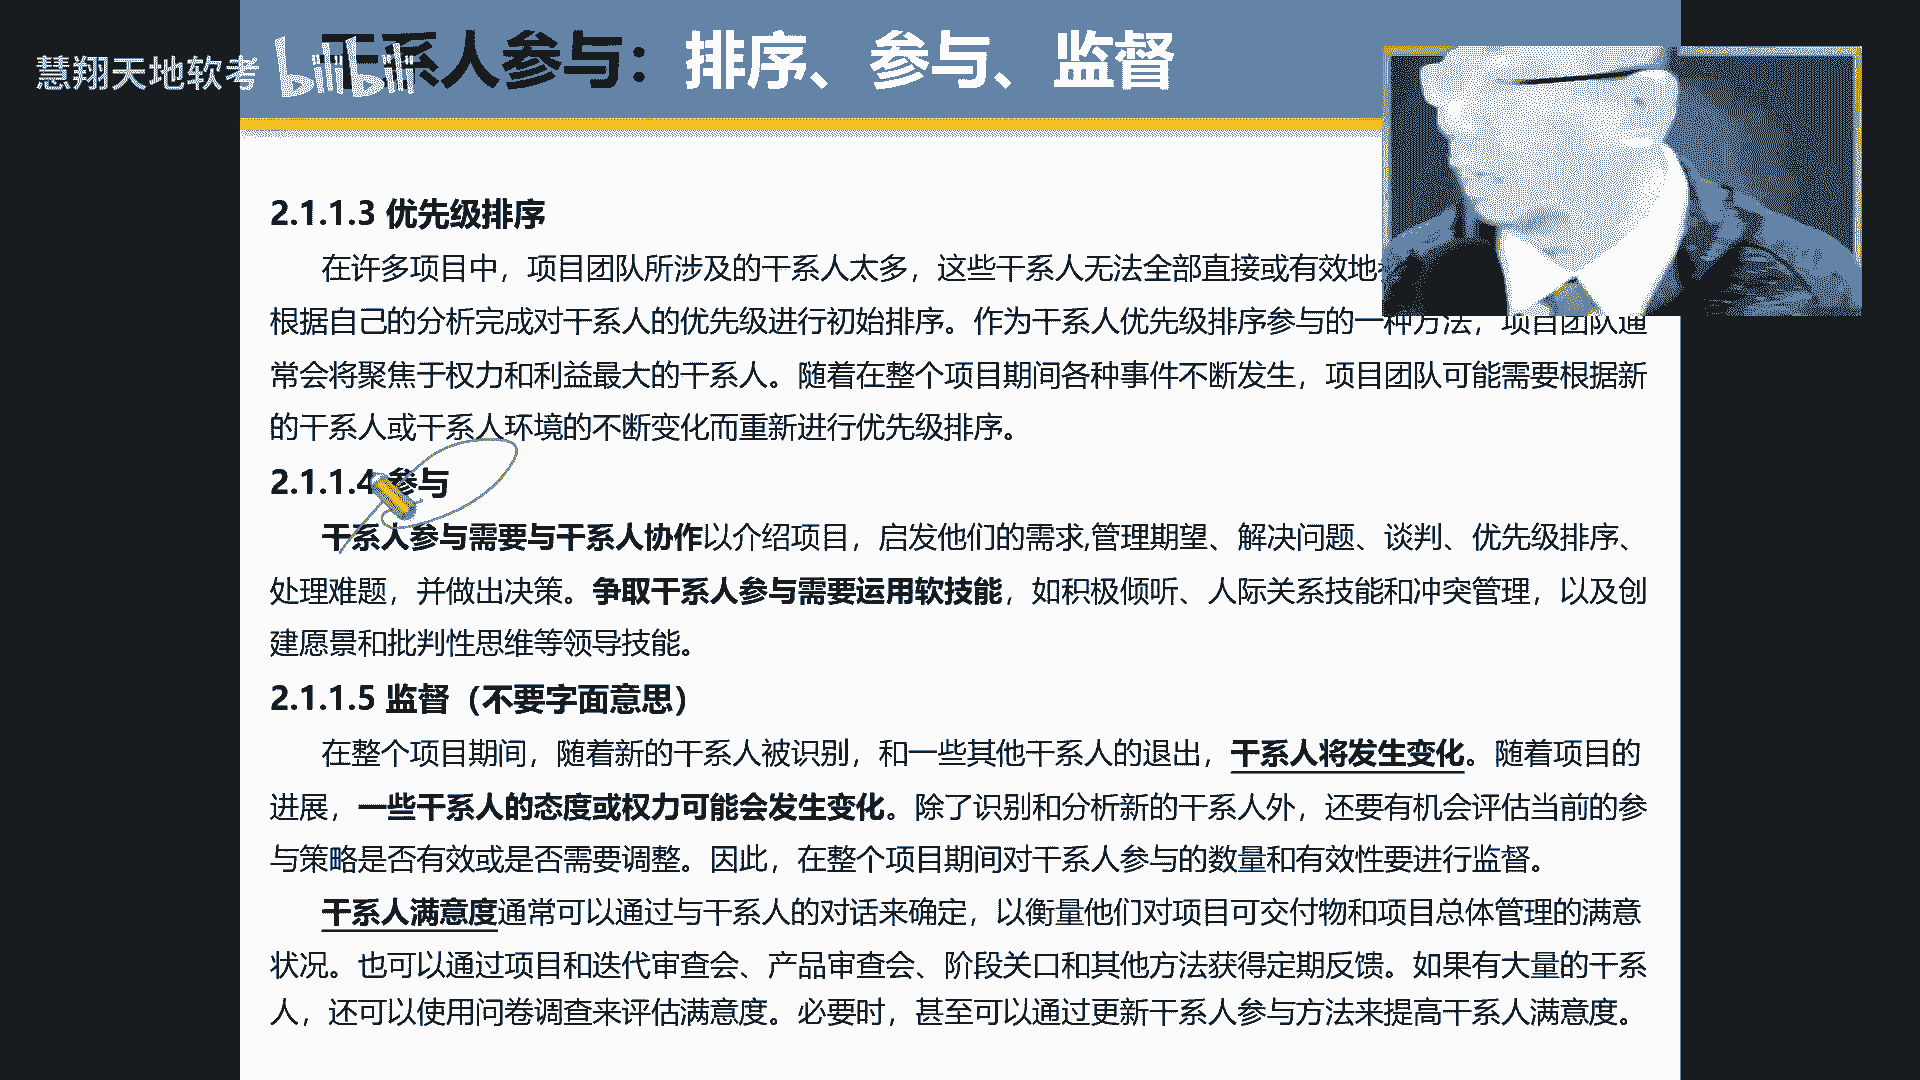 慧翔天地软考 bilibili
干系人参与：排序、参与、监督
2.1.1.3 优先级排序
在许多项目中，项目团队所涉及的干系人太多，这些干系人无法全部直接或有效地
根据自己的分析完成对干系人的优先级进行初始排序。作为干系人优先级排序参与的一种方法，项目团队通
常会将聚焦于权力和利益最大的干系人。随着在整个项目期间各种事件不断发生，项目团队可能需要根据新
的干系人或干系人环境的不断变化而重新进行优先级排序。
2.1.1.4 参与
干系人参与需要与干系人协作以介绍项目，启发他们的需求,管理期望、解决问题、谈判、优先级排序、
处理难题，并做出决策。争取干系人参与需要运用软技能，如积极倾听、人际关系技能和冲突管理，以及创
建愿景和批判性思维等领导技能。
2.1.1.5 监督（不要字面意思）
在整个项目期间，随着新的干系人被识别，和一些其他干系人的退出，干系人将发生变化。随着项目的
进展，一些干系人的态度或权力可能会发生变化。除了识别和分析新的干系人外，还要有机会评估当前的参
与策略是否有效或是否需要调整。因此，在整个项目期间对干系人参与的数量和有效性要进行监督。
干系人满意度通常可以通过与干系人的对话来确定，以衡量他们对项目可交付物和项目总体管理的满意
状况。也可以通过项目和迭代审查会、产品审查会、阶段关口和其他方法获得定期反馈。如果有大量的干系
人，还可以使用问卷调查来评估满意度。必要时，甚至可以通过更新干系人参与方法来提高干系人满意度。